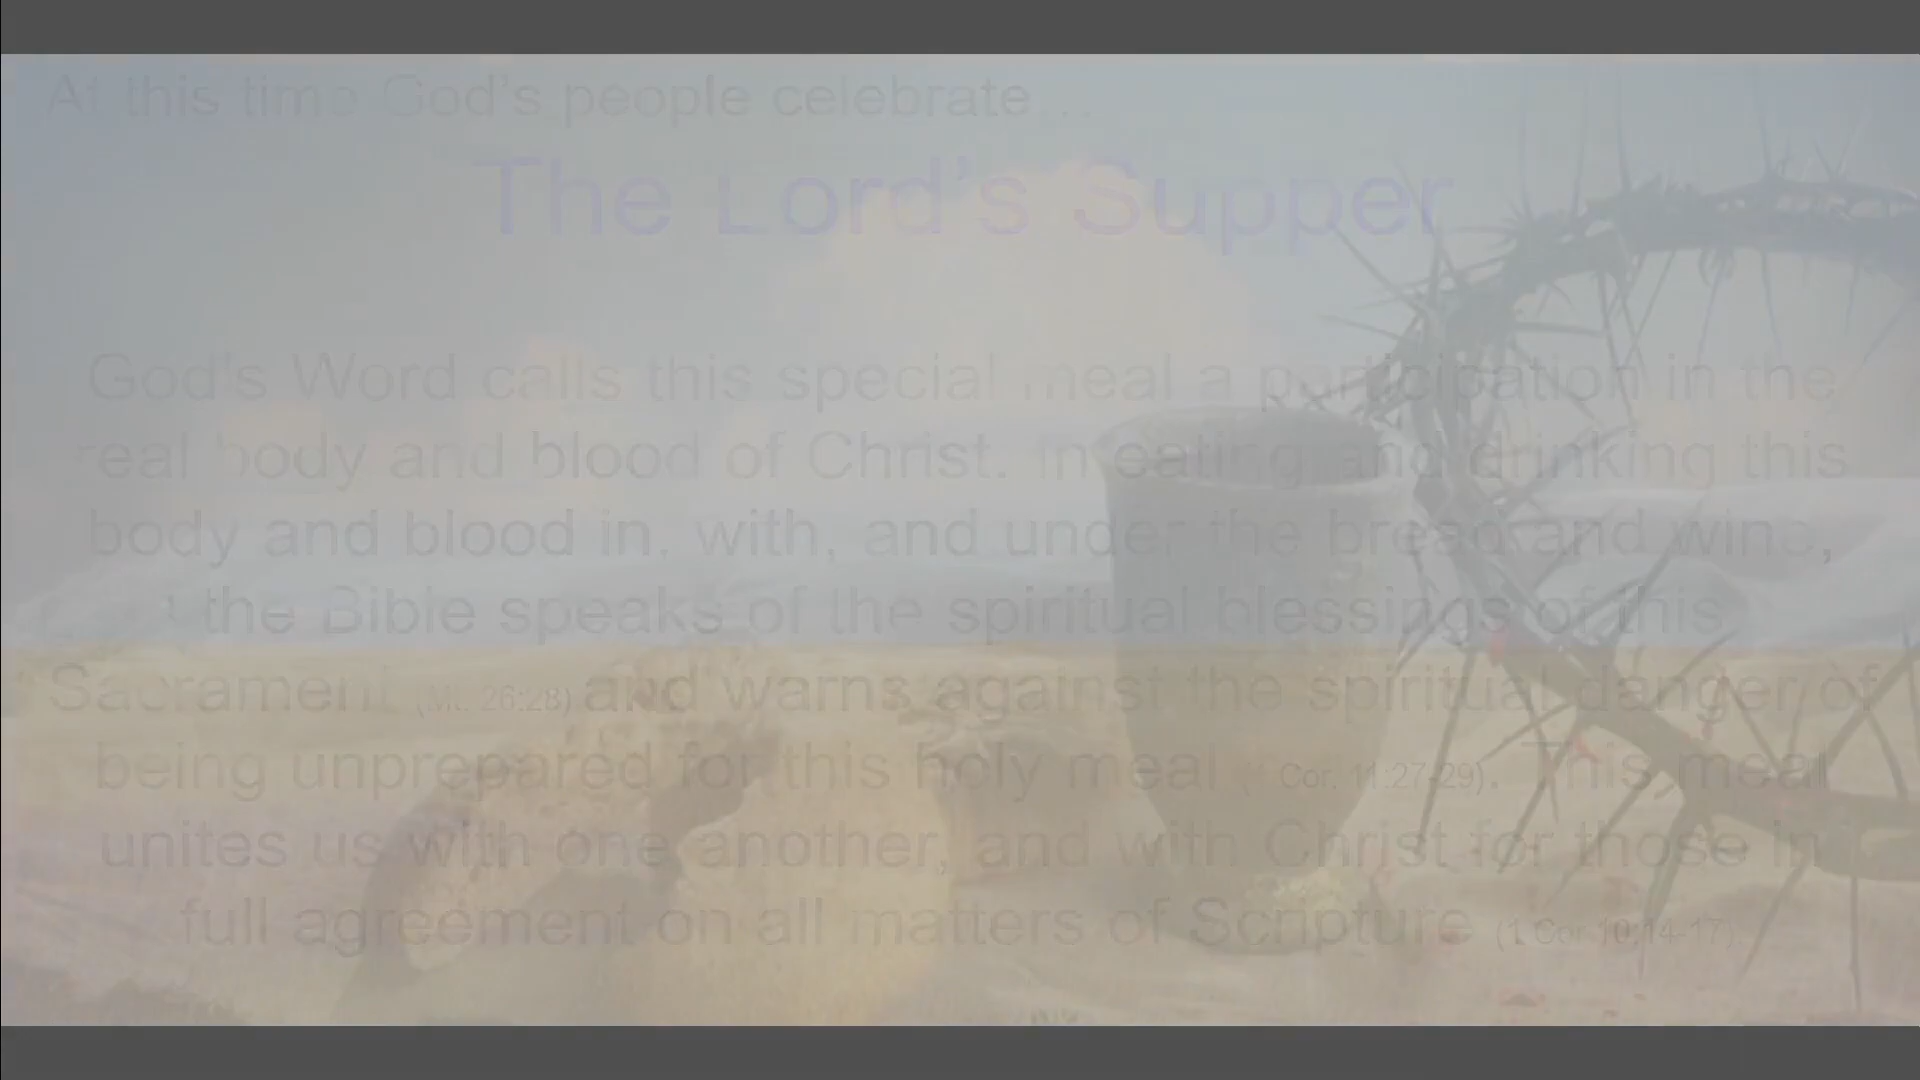 At this time God's people celebrate ...
The Lord's Supper
God's Word calls this special meal a participation in the
real body and blood of Christ. In eating and drinking this
body and blood in, with, and under the bread and wine,
the Bible speaks of the spiritual blessings of this
Sacrament (Mt. 26:28) and warns against the spiritual danger of
being unprepared for this holy meal (1 Cor. 11:27-29). This meal
unites us with one another, and with Christ for those in
full agreement on all matters of Scripture (1 Cor 10:14-17).